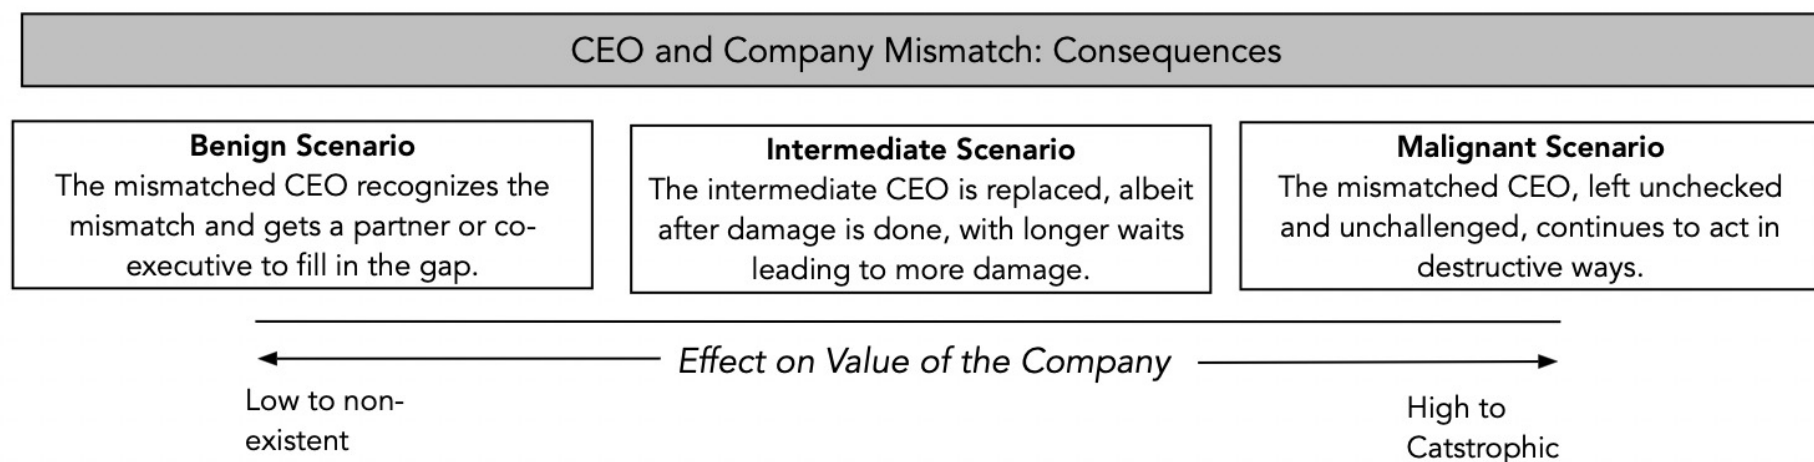 CEO and Company Mismatch: Consequences
Benign Scenario
The mismatched CEO recognizes the
mismatch and gets a partner or co-
executive to fill in the gap.
Intermediate Scenario
The intermediate CEO is replaced, albeit
after damage is done, with longer waits
leading to more damage.
Malignant Scenario
The mismatched CEO, left unchecked
and unchallenged, continues to act in
destructive ways.
Effect on Value of the Company
Low to non-
existent
High to
Catstrophic